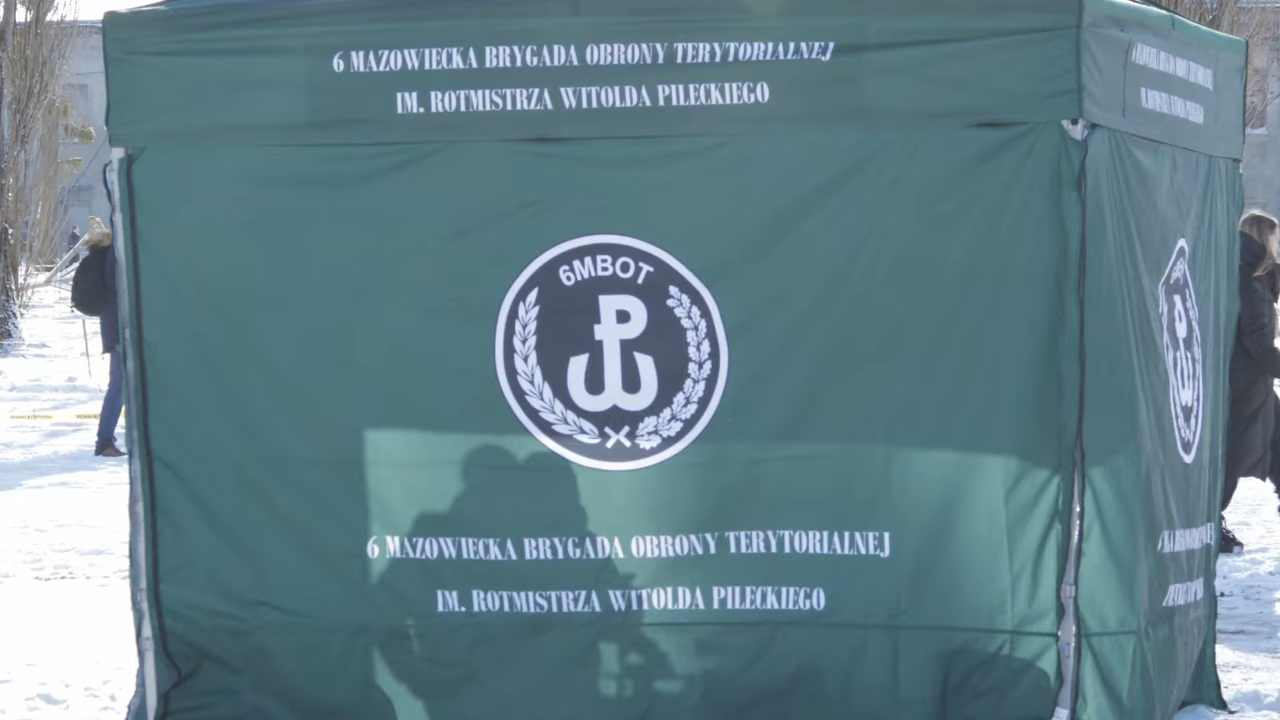 6 MAZOWIECKA BRYGADA OBRONY TERYTORIALNEJ
IM. ROTMISTRZA WITOLDA PILECKIEGO
6MBOT
6 MAZOWIECKA BRYGADA OBRONY TERYTORIALNEJ
IM. ROTMISTRZA WITOLDA PILECKIEGO